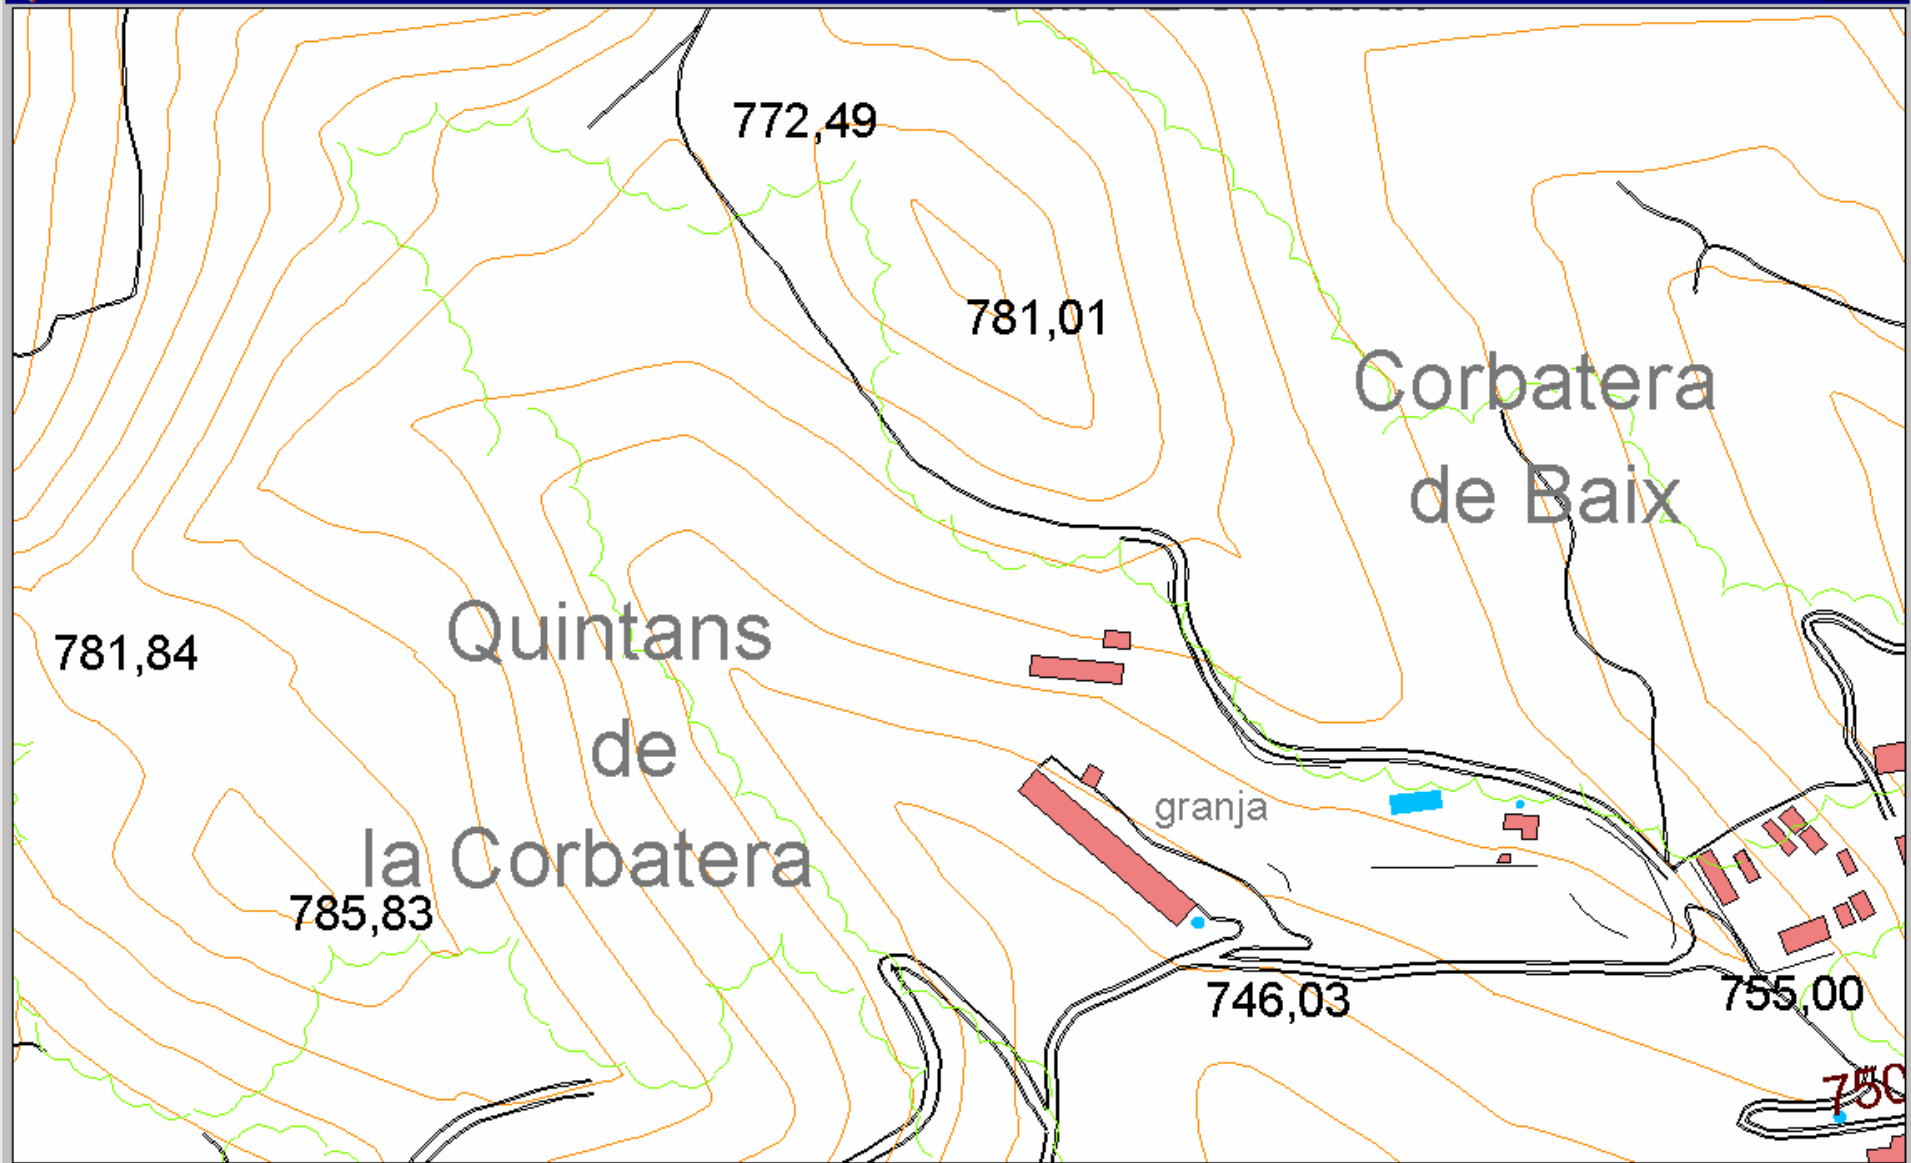 772,49
781,01
Corbatera
de Baix
781,84
Quintans
de
la Corbatera
granja
785,83
746,03
755,00
750